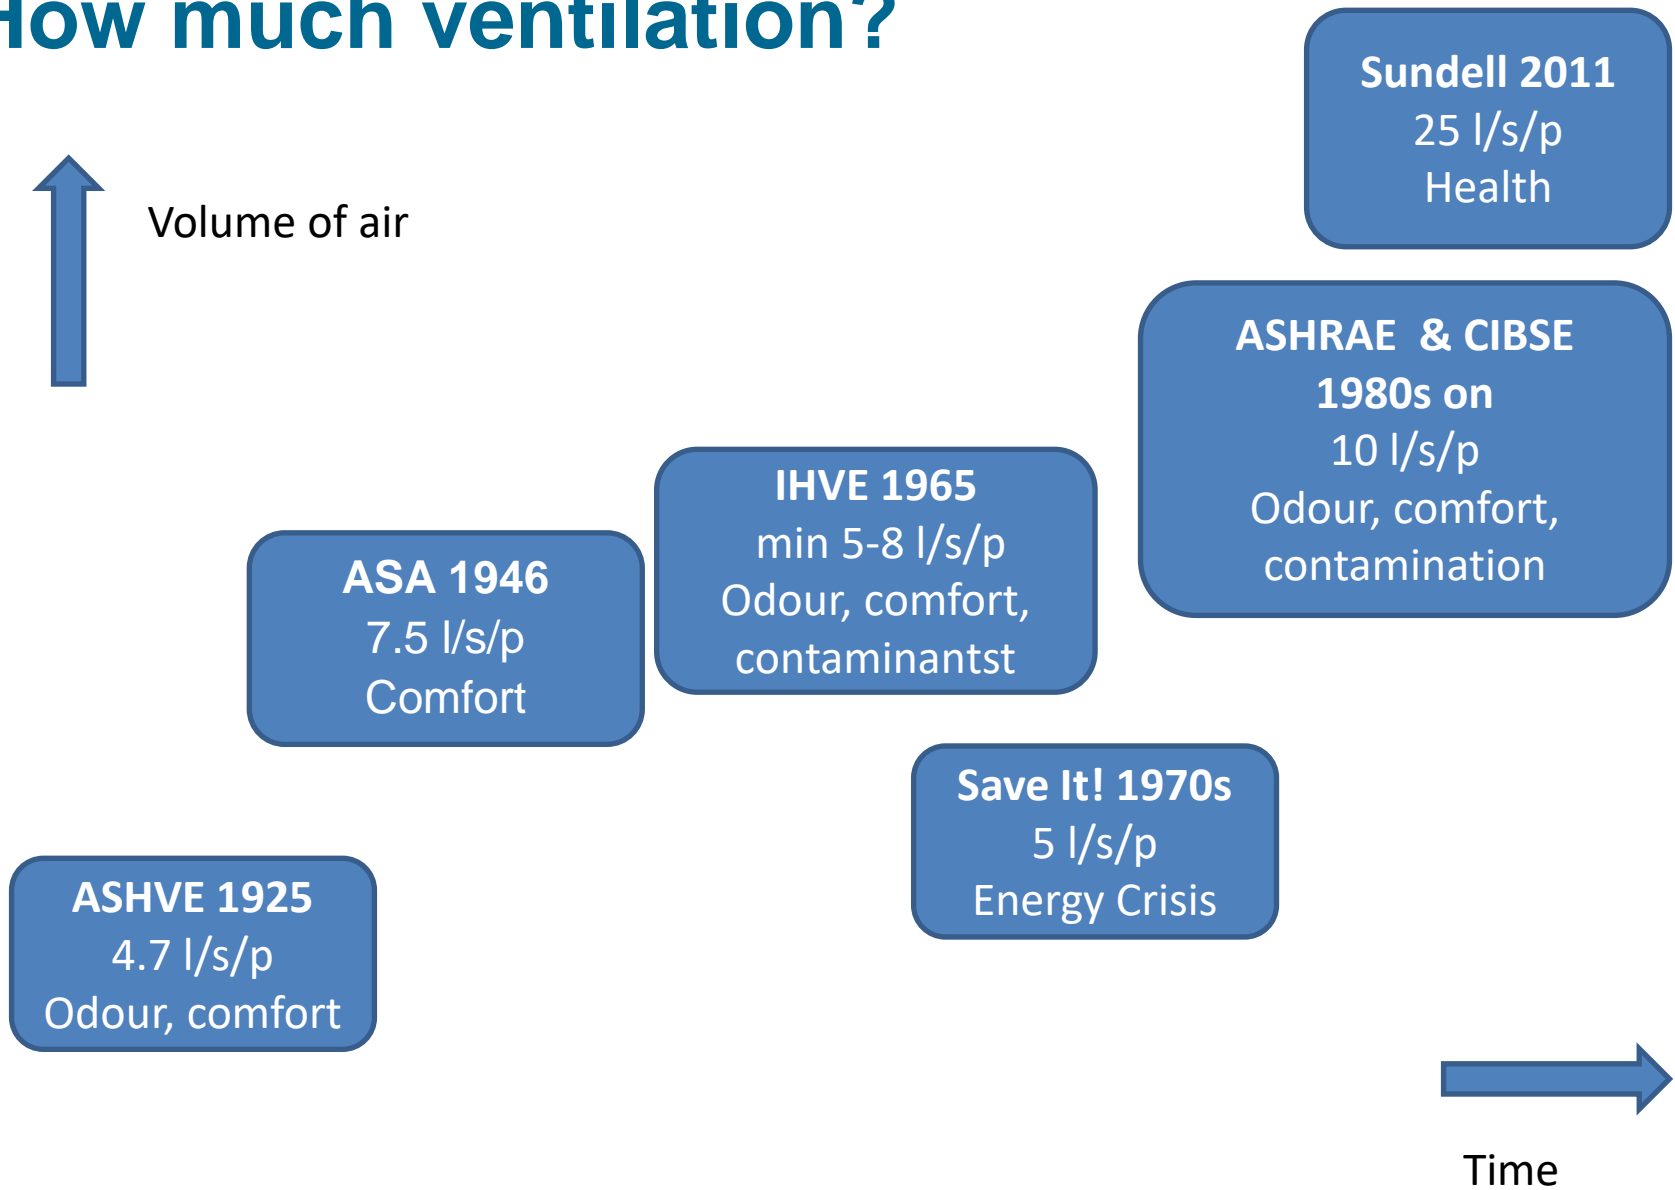 How much ventilation?
Sundell 2011
25 l/s/p
Health
Volume of air
ASHRAE & CIBSE
1980s on
10 l/s/p
Odour, comfort,
contamination
IHVE 1965
min 5-8 l/s/p
Odour, comfort,
contaminantst
ASA 1946
7.5 l/s/p
Comfort
Save It! 1970s
5 l/s/p
Energy Crisis
ASHVE 1925
4.7 l/s/p
Odour, comfort
Time